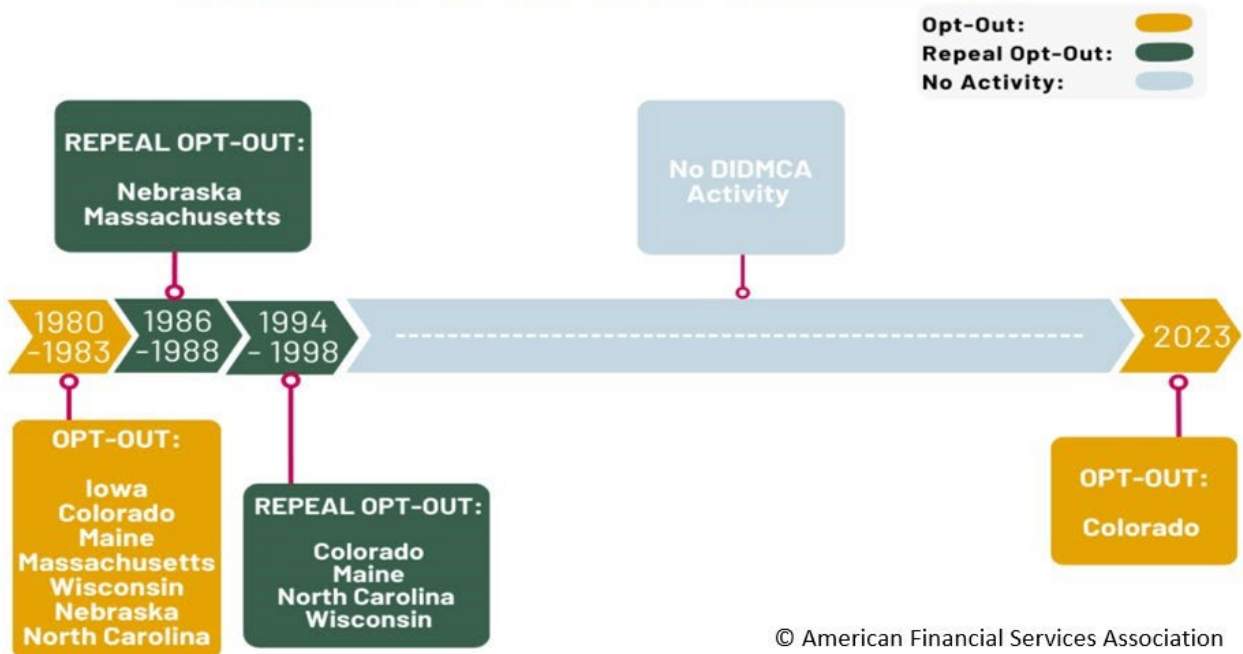 Opt-Out:
Repeal Opt-Out:
No Activity:
REPEAL OPT-OUT:
Nebraska
Massachusetts
No DIDMCA
Activity
1980
-1983
1986
-1988
1994
- 1998
2023
OPT-OUT:
Iowa
Colorado
Maine
Massachusetts
Wisconsin
Nebraska
North Carolina
REPEAL OPT-OUT:
Colorado
Maine
North Carolina
Wisconsin
OPT-OUT:
Colorado
© American Financial Services Association